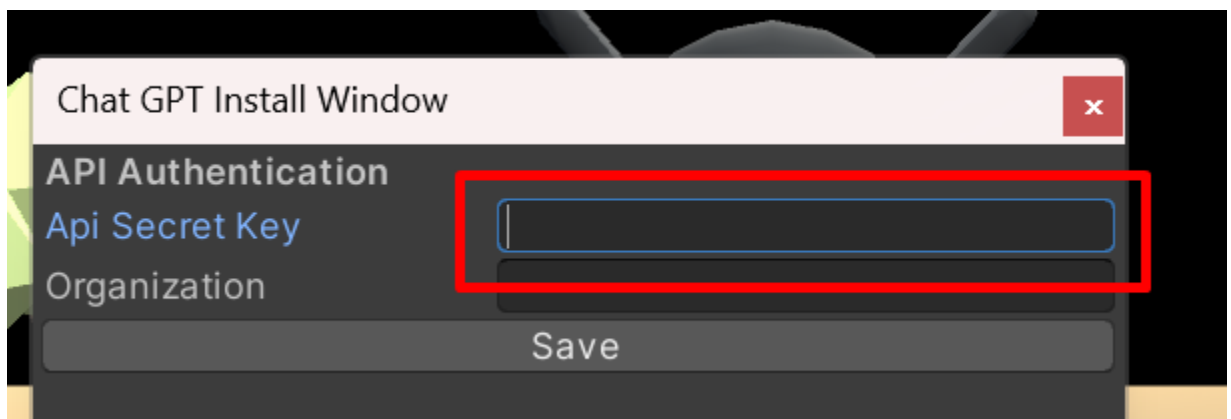 Chat GPT Install Window
x
API Authentication
Api Secret Key
Organization
Save